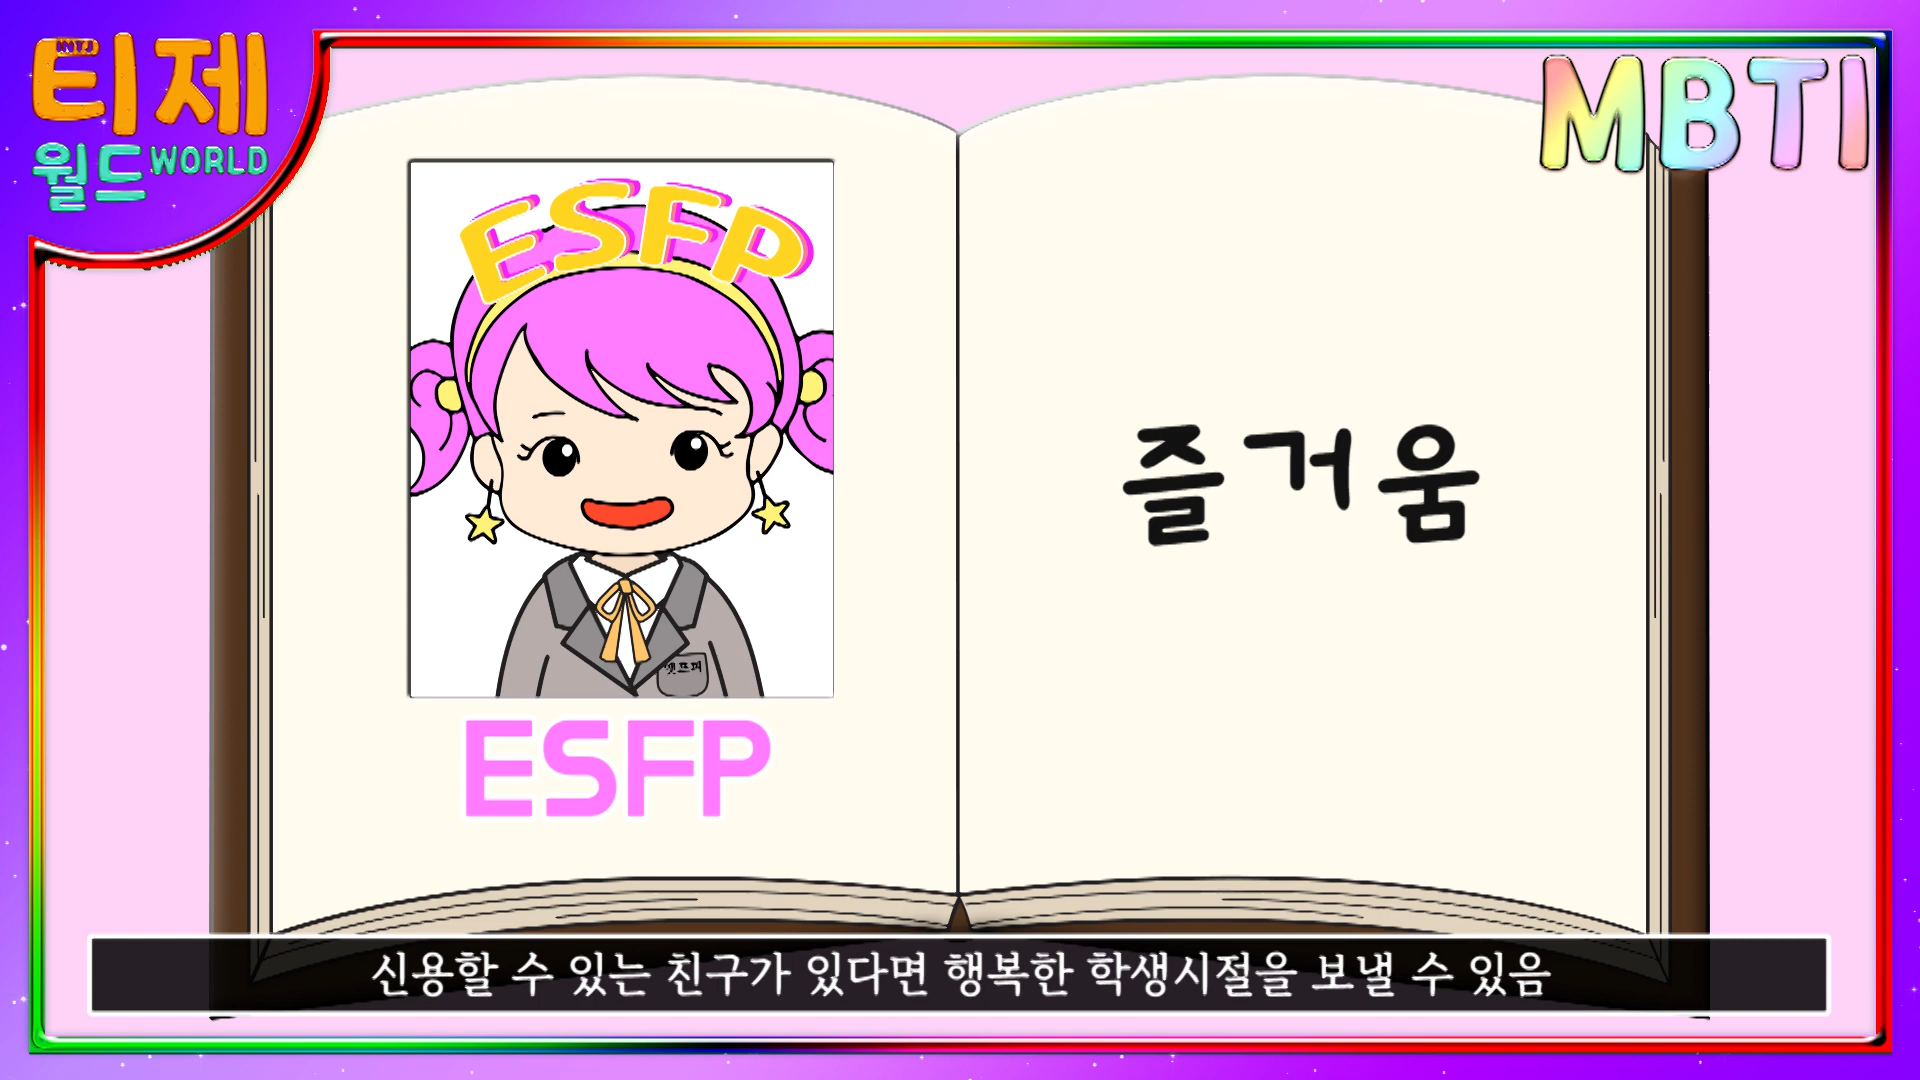 INTJ
티제
월드 WORLD
MBTI
ESFP
엣프피
ESFP
즐거움
신용할 수 있는 친구가 있다면 행복한 학생시절을 보낼 수 있음